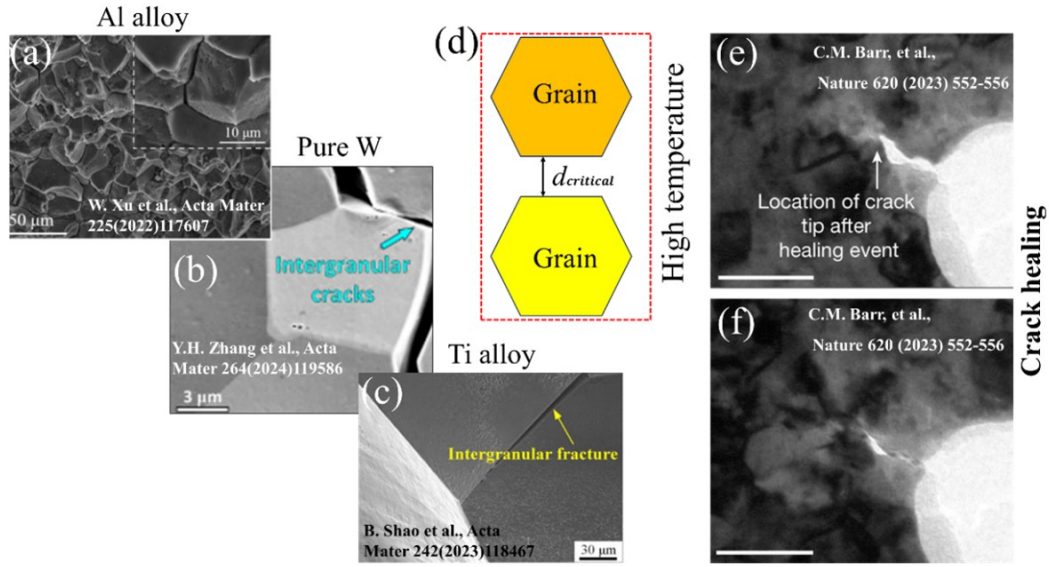 Al alloy
(a)
10 μm
50 μm
W. Xu et al., Acta Mater
225(2022)117607
Pure W
(b)
Intergranular
cracks
Y.H. Zhang et al., Acta
Mater 264(2024)119586
3 μm
Ti alloy
(c)
Intergranular fracture
B. Shao et al., Acta
Mater 242(2023)118467
30 μm
(d)
Grain
dcritical
Grain
High temperature
(e)
C.M. Barr, et al.,
Nature 620 (2023) 552-556
Location of crack
tip after
healing event
(f)
C.M. Barr, et al.,
Nature 620 (2023) 552-556
Crack healing